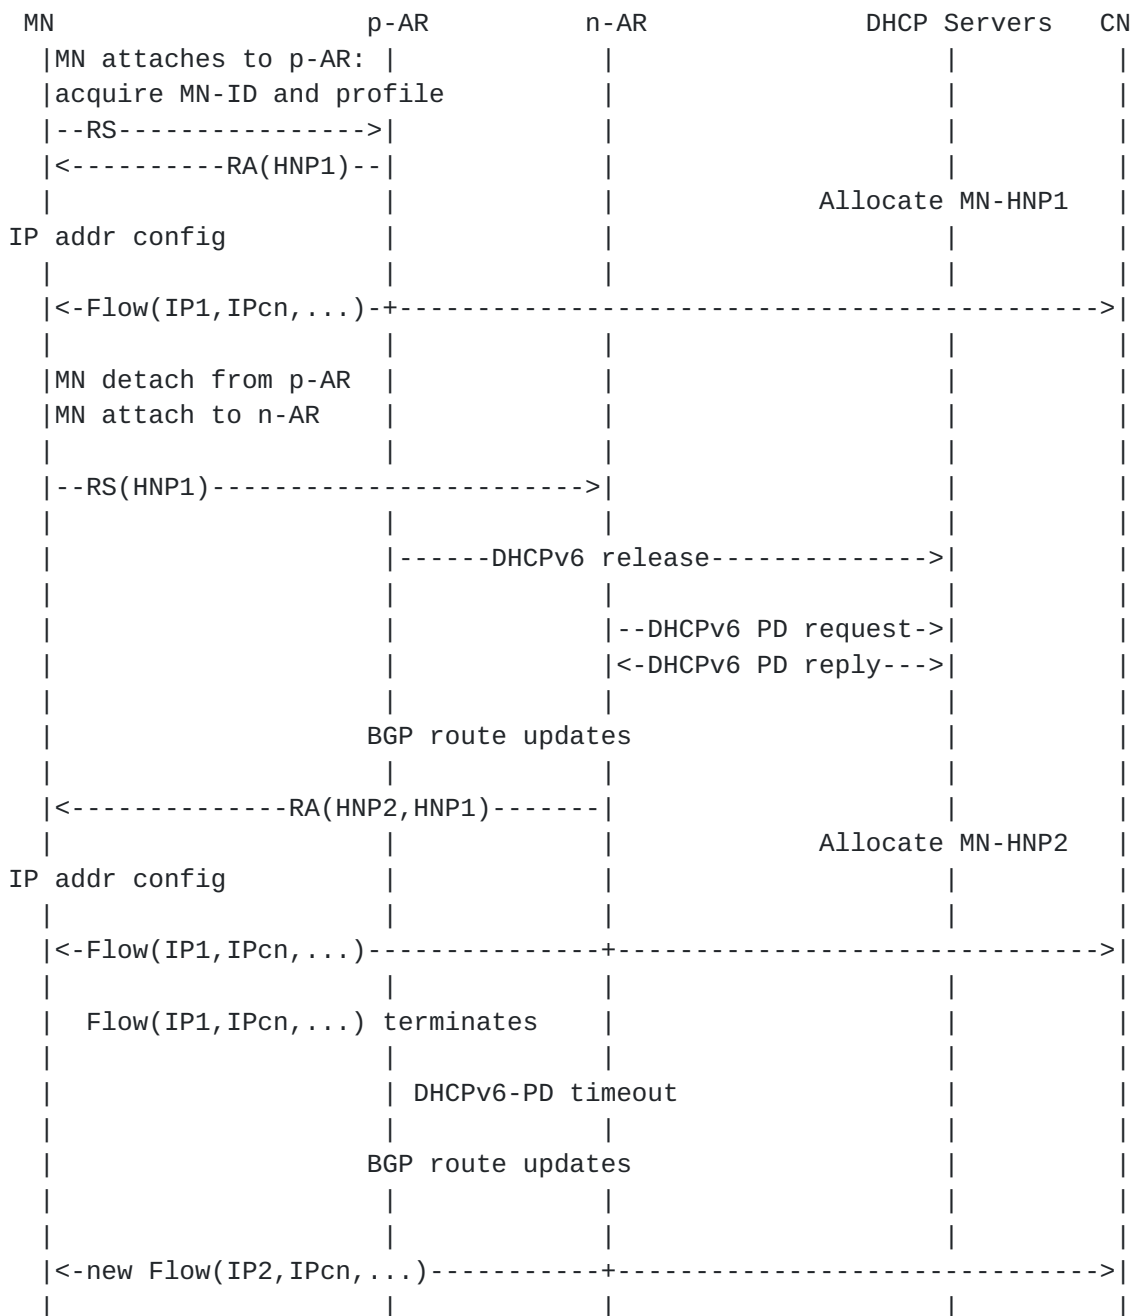 MN                    p-AR          n-AR              DHCP Servers   CN
  |MN attaches to p-AR: |             |                     |          |
  |acquire MN-ID and profile          |                     |          |
  |--RS---------------->|             |                     |          |
  |<----------RA(HNP1)--|             |                     |          |
  |                     |             |             Allocate MN-HNP1   |
IP addr config          |             |                     |          |
  |                     |             |                     |          |
  |<-Flow(IP1,IPcn,...)-+--------------------------------------------->|
  |                     |             |                     |          |
  |MN detach from p-AR  |             |                     |          |
  |MN attach to n-AR    |             |                     |          |
  |                     |             |                     |          |
  |--RS(HNP1)------------------------>|                     |          |
  |                     |             |                     |          |
  |                     |------DHCPv6 release-------------->|          |
  |                     |             |                     |          |
  |                     |             |--DHCPv6 PD request->|          |
  |                     |             |<-DHCPv6 PD reply--->|          |
  |                     |             |                     |          |
  |                    BGP route updates                    |          |
  |                     |             |                     |          |
  |<--------------RA(HNP2,HNP1)-------|                     |          |
  |                     |             |             Allocate MN-HNP2   |
IP addr config          |             |                     |          |
  |                     |             |                     |          |
  |<-Flow(IP1,IPcn,...)---------------+------------------------------->|
  |                     |             |                     |          |
  |  Flow(IP1,IPcn,...) terminates    |                     |          |
  |                     |             |                     |          |
  |                     | DHCPv6-PD timeout                 |          |
  |                     |             |                     |          |
  |                    BGP route updates                    |          |
  |                     |             |                     |          |
  |                     |             |                     |          |
  |<-new Flow(IP2,IPcn,...)-----------+------------------------------->|
  |                     |             |                     |          |